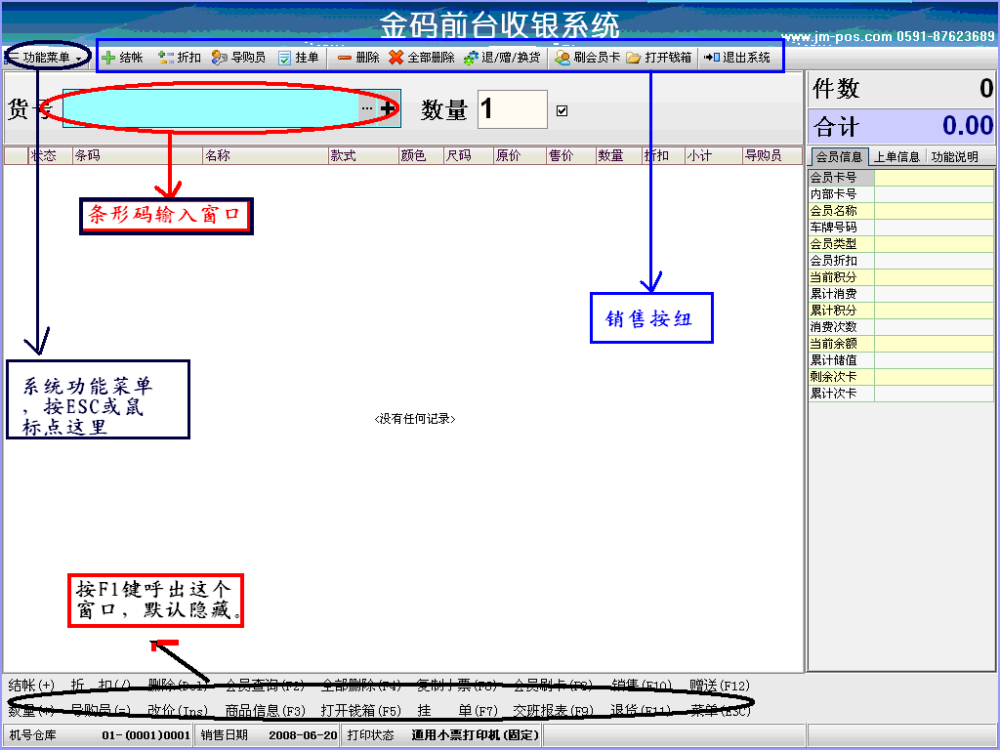 金码前台收银系统
www.jm-pos.com 0591-87623689
功能菜单 结帐 折扣 导购员 挂单 删除 全部删除 退/赠/换货 刷会员卡 打开钱箱 退出系统
货号 ... 数量 1
件数 0
合计 0.00
状态 条码 名称 款式 颜色 尺码 原价 售价 数量 折扣 小计 导购员
会员信息 上单信息 功能说明
会员卡号
内部卡号
会员名称
车牌号码
会员类型
会员折扣
当前积分
累计消费
累计积分
消费次数
当前余额
累计储值
剩余次卡
累计次卡
条形码输入窗口
销售按纽
系统功能菜单
，按ESC或鼠
标点这里
<没有任何记录>
按F1键呼出这个
窗口，默认隐藏。
结帐(+) 折 扣(/) 删除(Del) 会员查询(F2) 全部删除(F4) 复制小票(F6) 会员刷卡(F8) 销售(F10) 赠送(F12)
数量(*) 导购员(=) 改价(Ins) 商品信息(F3) 打开钱箱(F5) 挂 单(F7) 交班报表(F9) 退货(F11) 菜单(ESC)
机号仓库 01-(0001)0001 销售日期 2008-06-20 打印状态 通用小票打印机(固定)